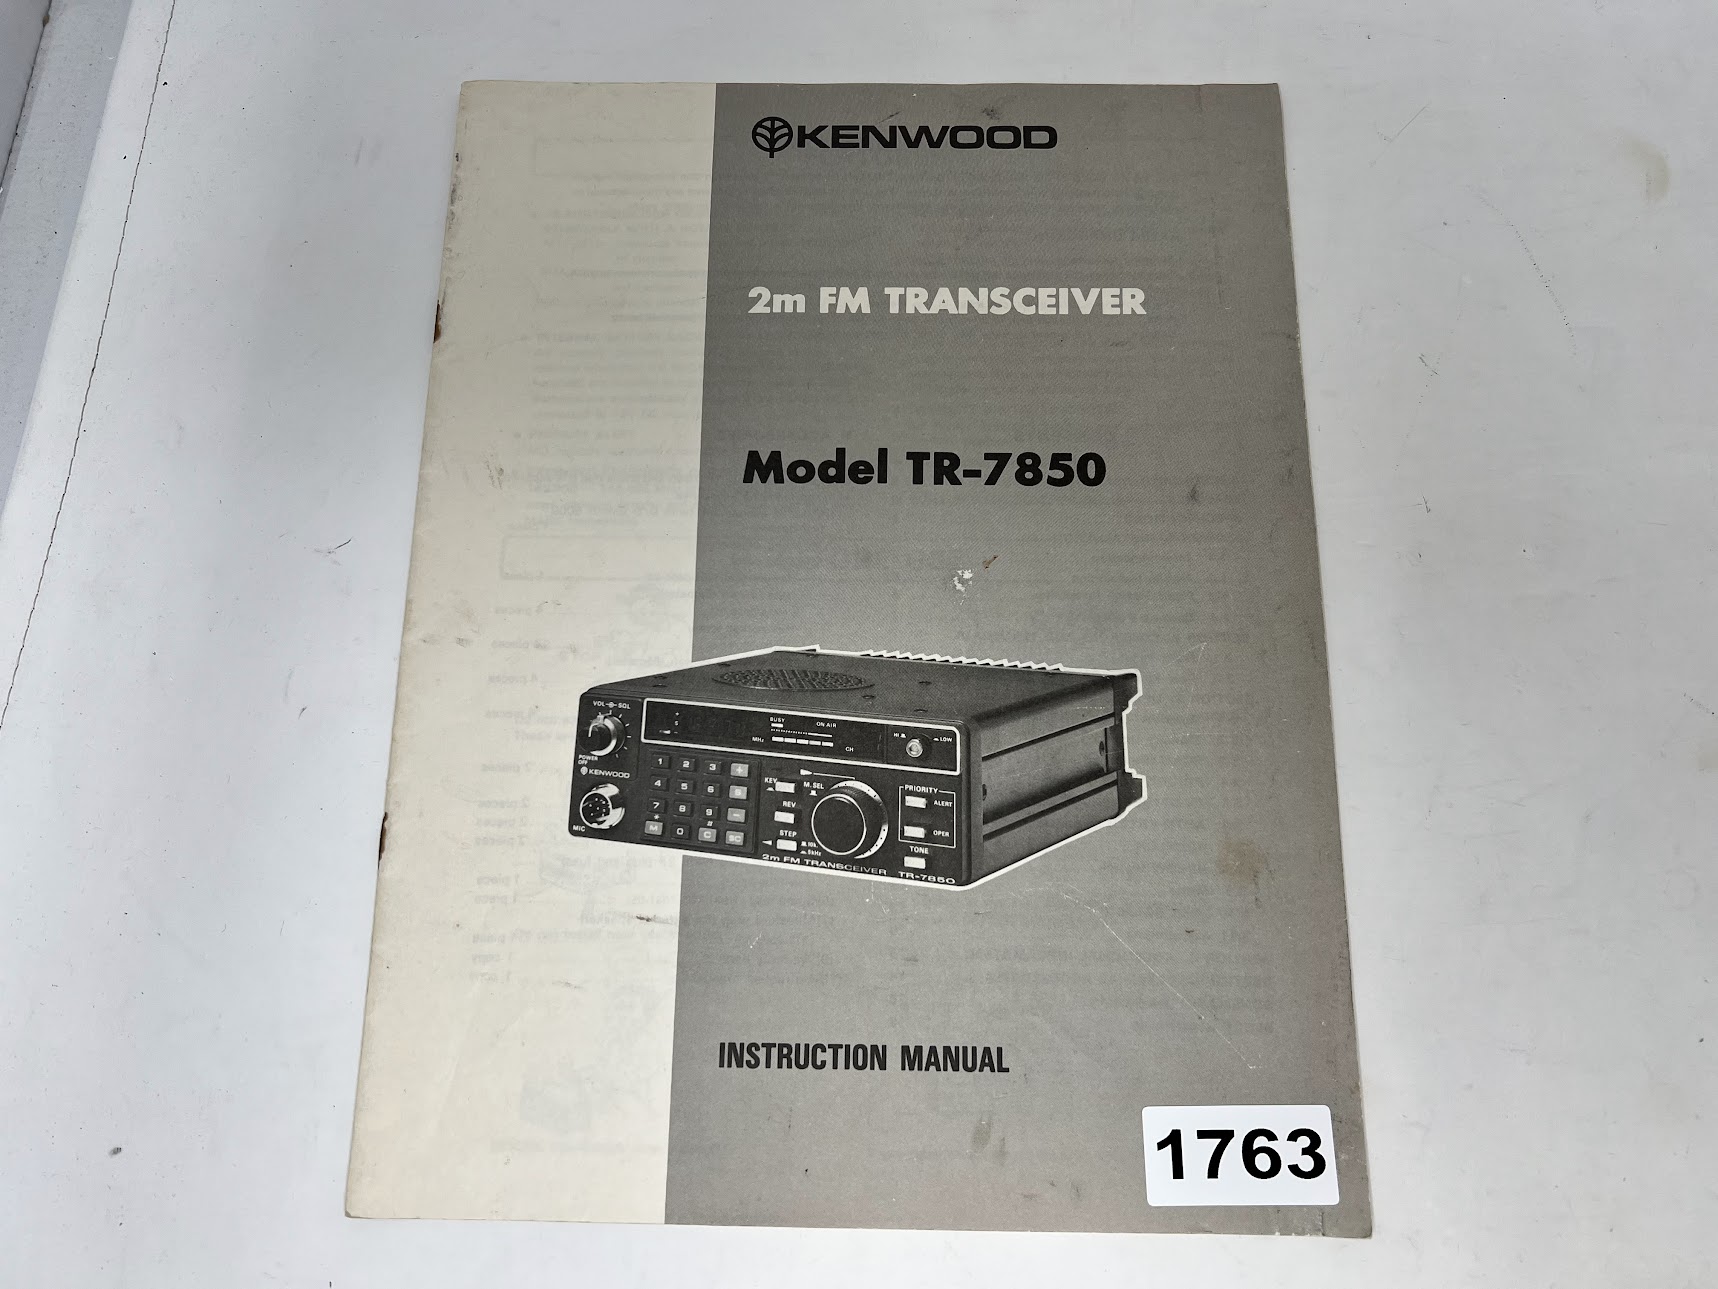 KENWOOD
2m FM TRANSCEIVER
Model TR-7850
VOL SQL
POWER
OFF
KENWOOD
MIC
BUSY
ON AIR
MHz
CH
HI
LOW
1 2 3 +
4 5 6 S
7 8 9 -
* #
M 0 C SC
KEY
M.SEL
REV
STEP
10k
5kHz
PRIORITY
ALERT
OPER
TONE
2m FM TRANSCEIVER TR-7850
INSTRUCTION MANUAL
1763